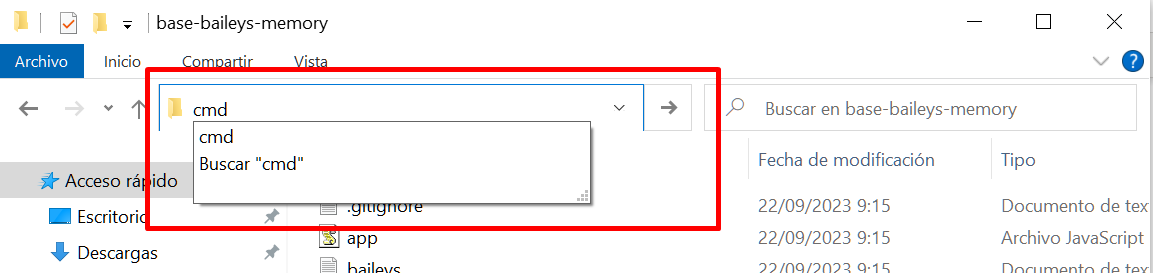 base-baileys-memory
Archivo Inicio Compartir Vista
cmd
Buscar en base-baileys-memory
cmd
Buscar "cmd"
Fecha de modificación Tipo
Acceso rápido
.gitignore 22/09/2023 9:15 Documento de tex
Escritorio
app 22/09/2023 9:15 Archivo JavaScript
Descargas
baileys 22/09/2023 9:15 Documento de tex